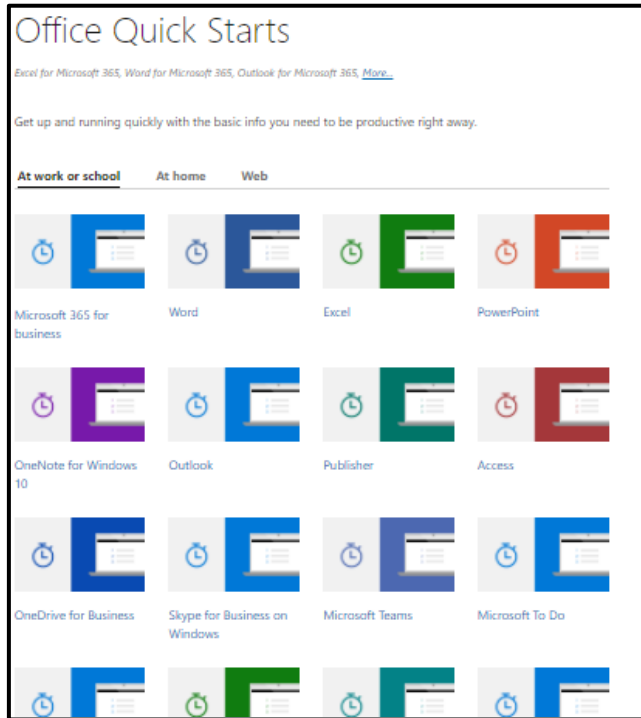 Office Quick Starts
Excel for Microsoft 365, Word for Microsoft 365, Outlook for Microsoft 365, More...
Get up and running quickly with the basic info you need to be productive right away.
At work or school At home Web
Microsoft 365 for
business
Word
Excel
PowerPoint
OneNote for Windows
10
Outlook
Publisher
Access
OneDrive for Business
Skype for Business on
Windows
Microsoft Teams
Microsoft To Do